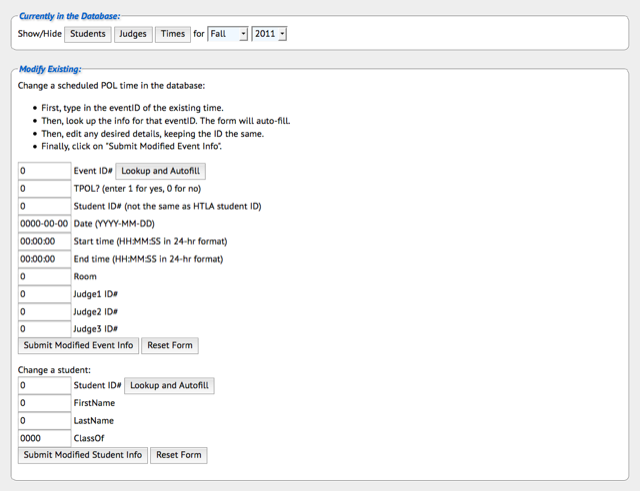 Currently in the Database:
Show/Hide Students Judges Times for Fall 2011
Modify Existing:
Change a scheduled POL time in the database:
• First, type in the eventID of the existing time.
• Then, look up the info for that eventID. The form will auto-fill.
• Then, edit any desired details, keeping the ID the same.
• Finally, click on "Submit Modified Event Info".
0 Event ID# Lookup and Autofill
0 TPOL? (enter 1 for yes, 0 for no)
0 Student ID# (not the same as HTLA student ID)
0000-00-00 Date (YYYY-MM-DD)
00:00:00 Start time (HH:MM:SS in 24-hr format)
00:00:00 End time (HH:MM:SS in 24-hr format)
0 Room
0 Judge1 ID#
0 Judge2 ID#
0 Judge3 ID#
Submit Modified Event Info Reset Form
Change a student:
0 Student ID# Lookup and Autofill
0 FirstName
0 LastName
0000 ClassOf
Submit Modified Student Info Reset Form